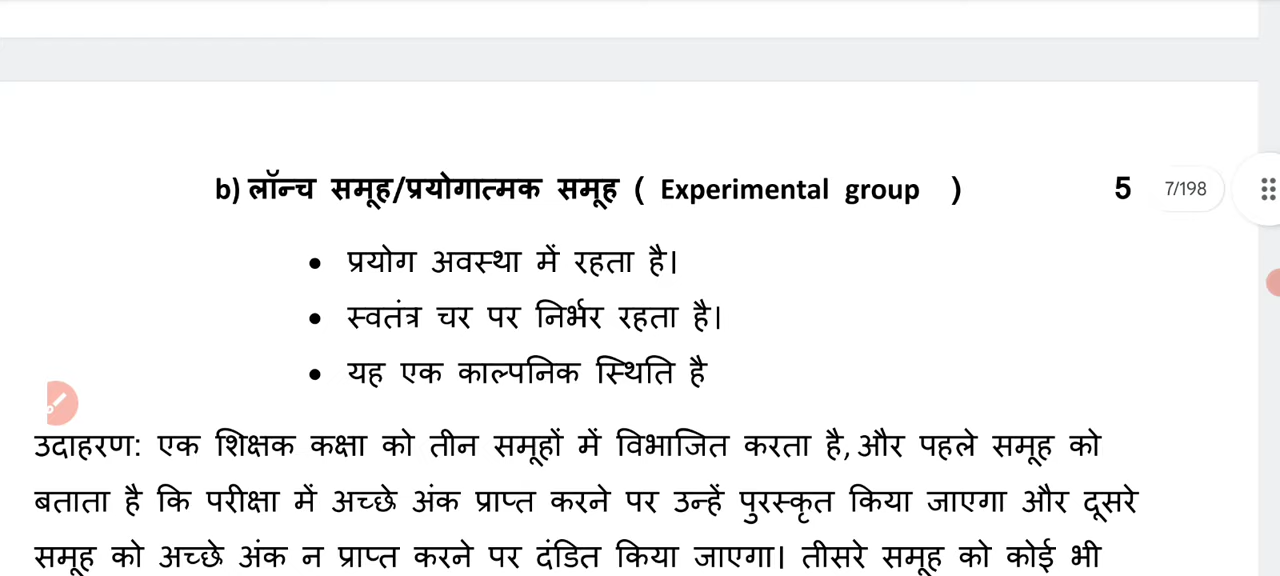 b) लॉन्च समूह/प्रयोगात्मक समूह ( Experimental group ) 5 7/198
• प्रयोग अवस्था में रहता है।
• स्वतंत्र चर पर निर्भर रहता है।
• यह एक काल्पनिक स्थिति है
उदाहरण: एक शिक्षक कक्षा को तीन समूहों में विभाजित करता है, और पहले समूह को
बताता है कि परीक्षा में अच्छे अंक प्राप्त करने पर उन्हें पुरस्कृत किया जाएगा और दूसरे
समूह को अच्छे अंक न प्राप्त करने पर दंडित किया जाएगा। तीसरे समूह को कोई भी